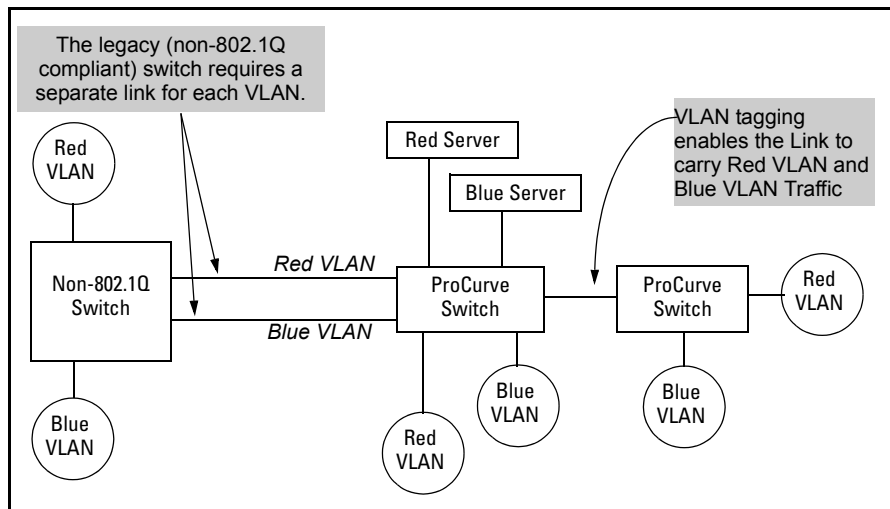 The legacy (non-802.1Q
compliant) switch requires a
separate link for each VLAN.
VLAN tagging
enables the Link to
carry Red VLAN and
Blue VLAN Traffic
Red
VLAN
Red Server
Blue Server
Non-802.1Q
Switch
Red VLAN
Blue VLAN
ProCurve
Switch
ProCurve
Switch
Red
VLAN
Blue
VLAN
Red
VLAN
Blue
VLAN
Blue
VLAN